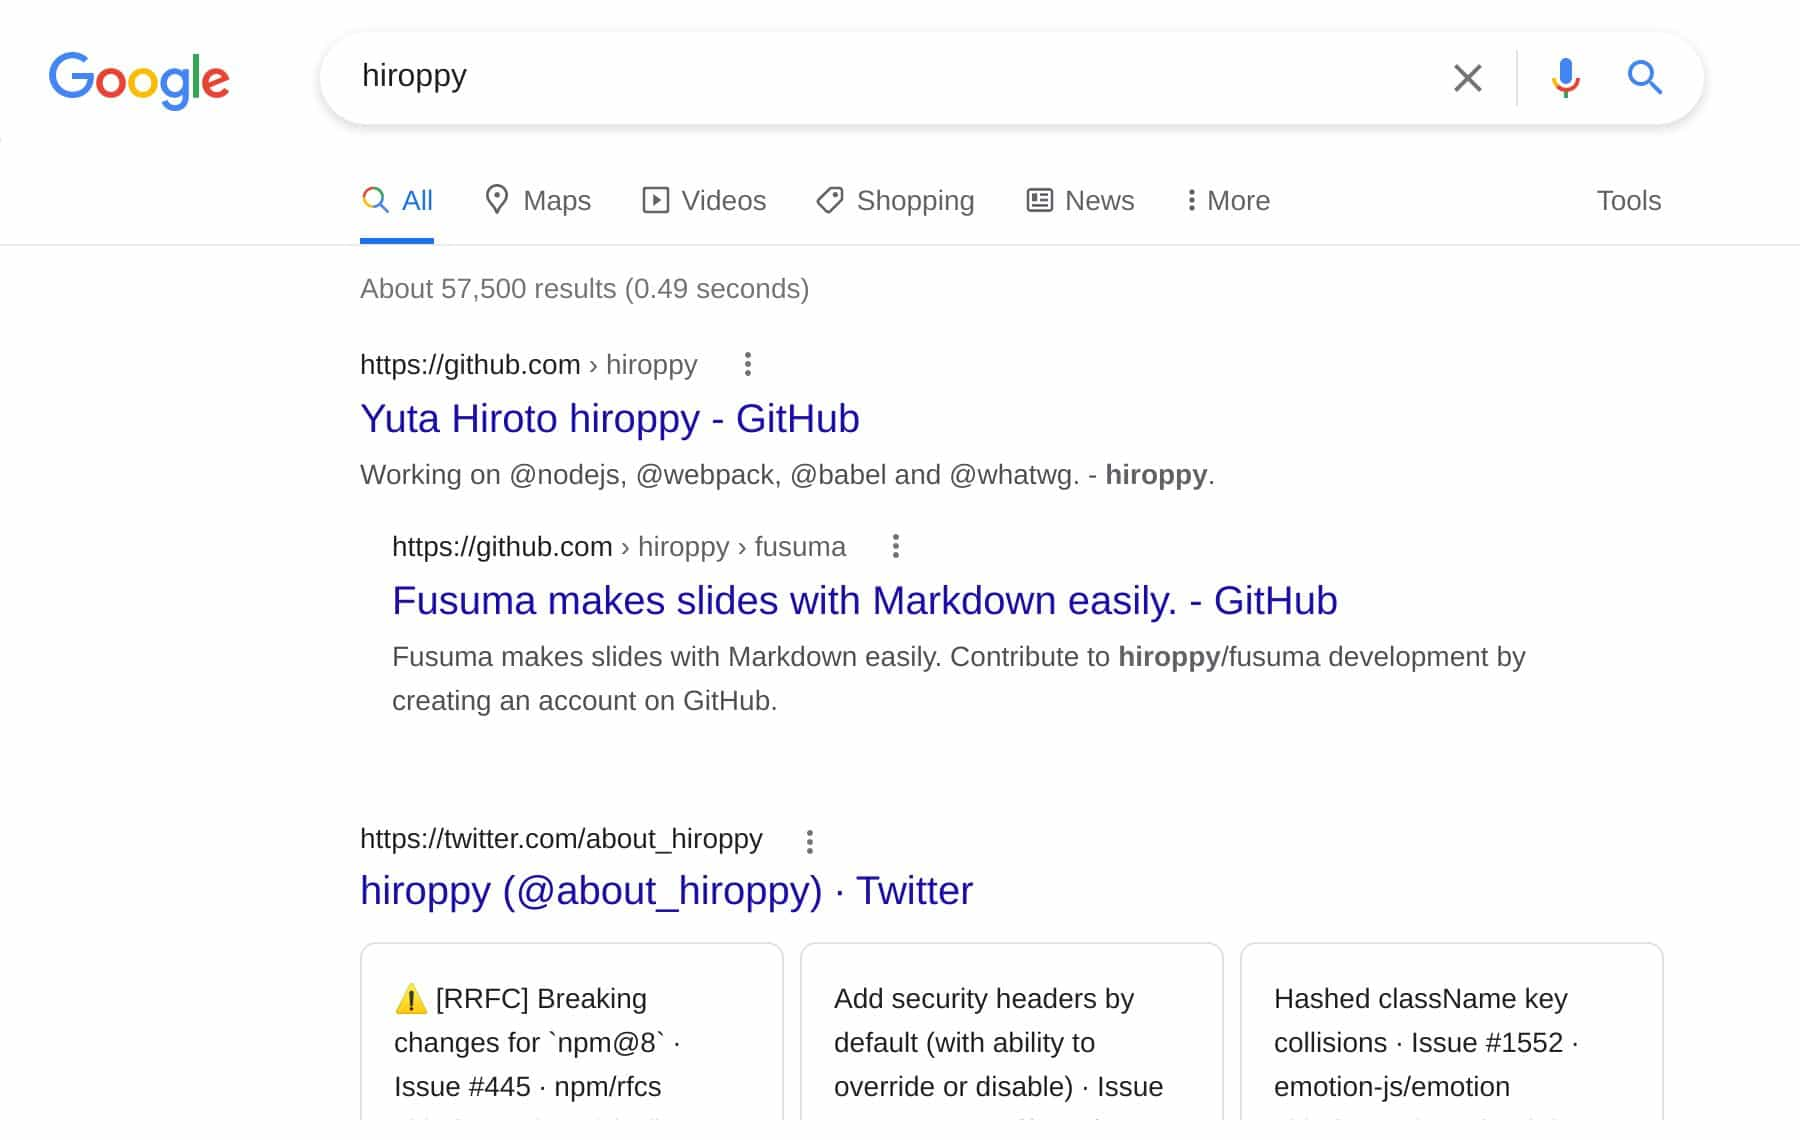 Google
hiroppy
All Maps Videos Shopping News More Tools
About 57,500 results (0.49 seconds)
https://github.com › hiroppy
Yuta Hiroto hiroppy - GitHub
Working on @nodejs, @webpack, @babel and @whatwg. - hiroppy.
https://github.com › hiroppy › fusuma
Fusuma makes slides with Markdown easily. - GitHub
Fusuma makes slides with Markdown easily. Contribute to hiroppy/fusuma development by
creating an account on GitHub.
https://twitter.com/about_hiroppy
hiroppy (@about_hiroppy) · Twitter
⚠️ [RRFC] Breaking
changes for `npm@8` ·
Issue #445 · npm/rfcs
Add security headers by
default (with ability to
override or disable) · Issue
Hashed className key
collisions · Issue #1552 ·
emotion-js/emotion